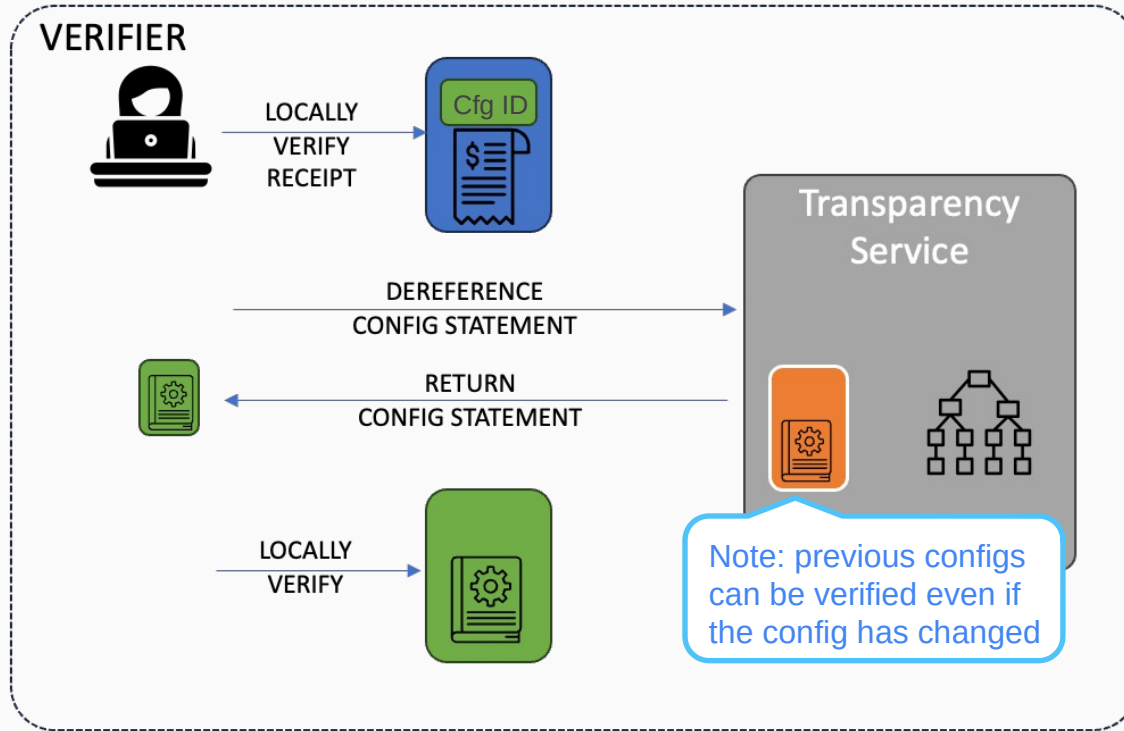 VERIFIER
Cfg ID
LOCALLY
VERIFY
RECEIPT
$
Transparency
Service
DEREFERENCE
CONFIG STATEMENT
RETURN
CONFIG STATEMENT
LOCALLY
VERIFY
Note: previous configs
can be verified even if
the config has changed